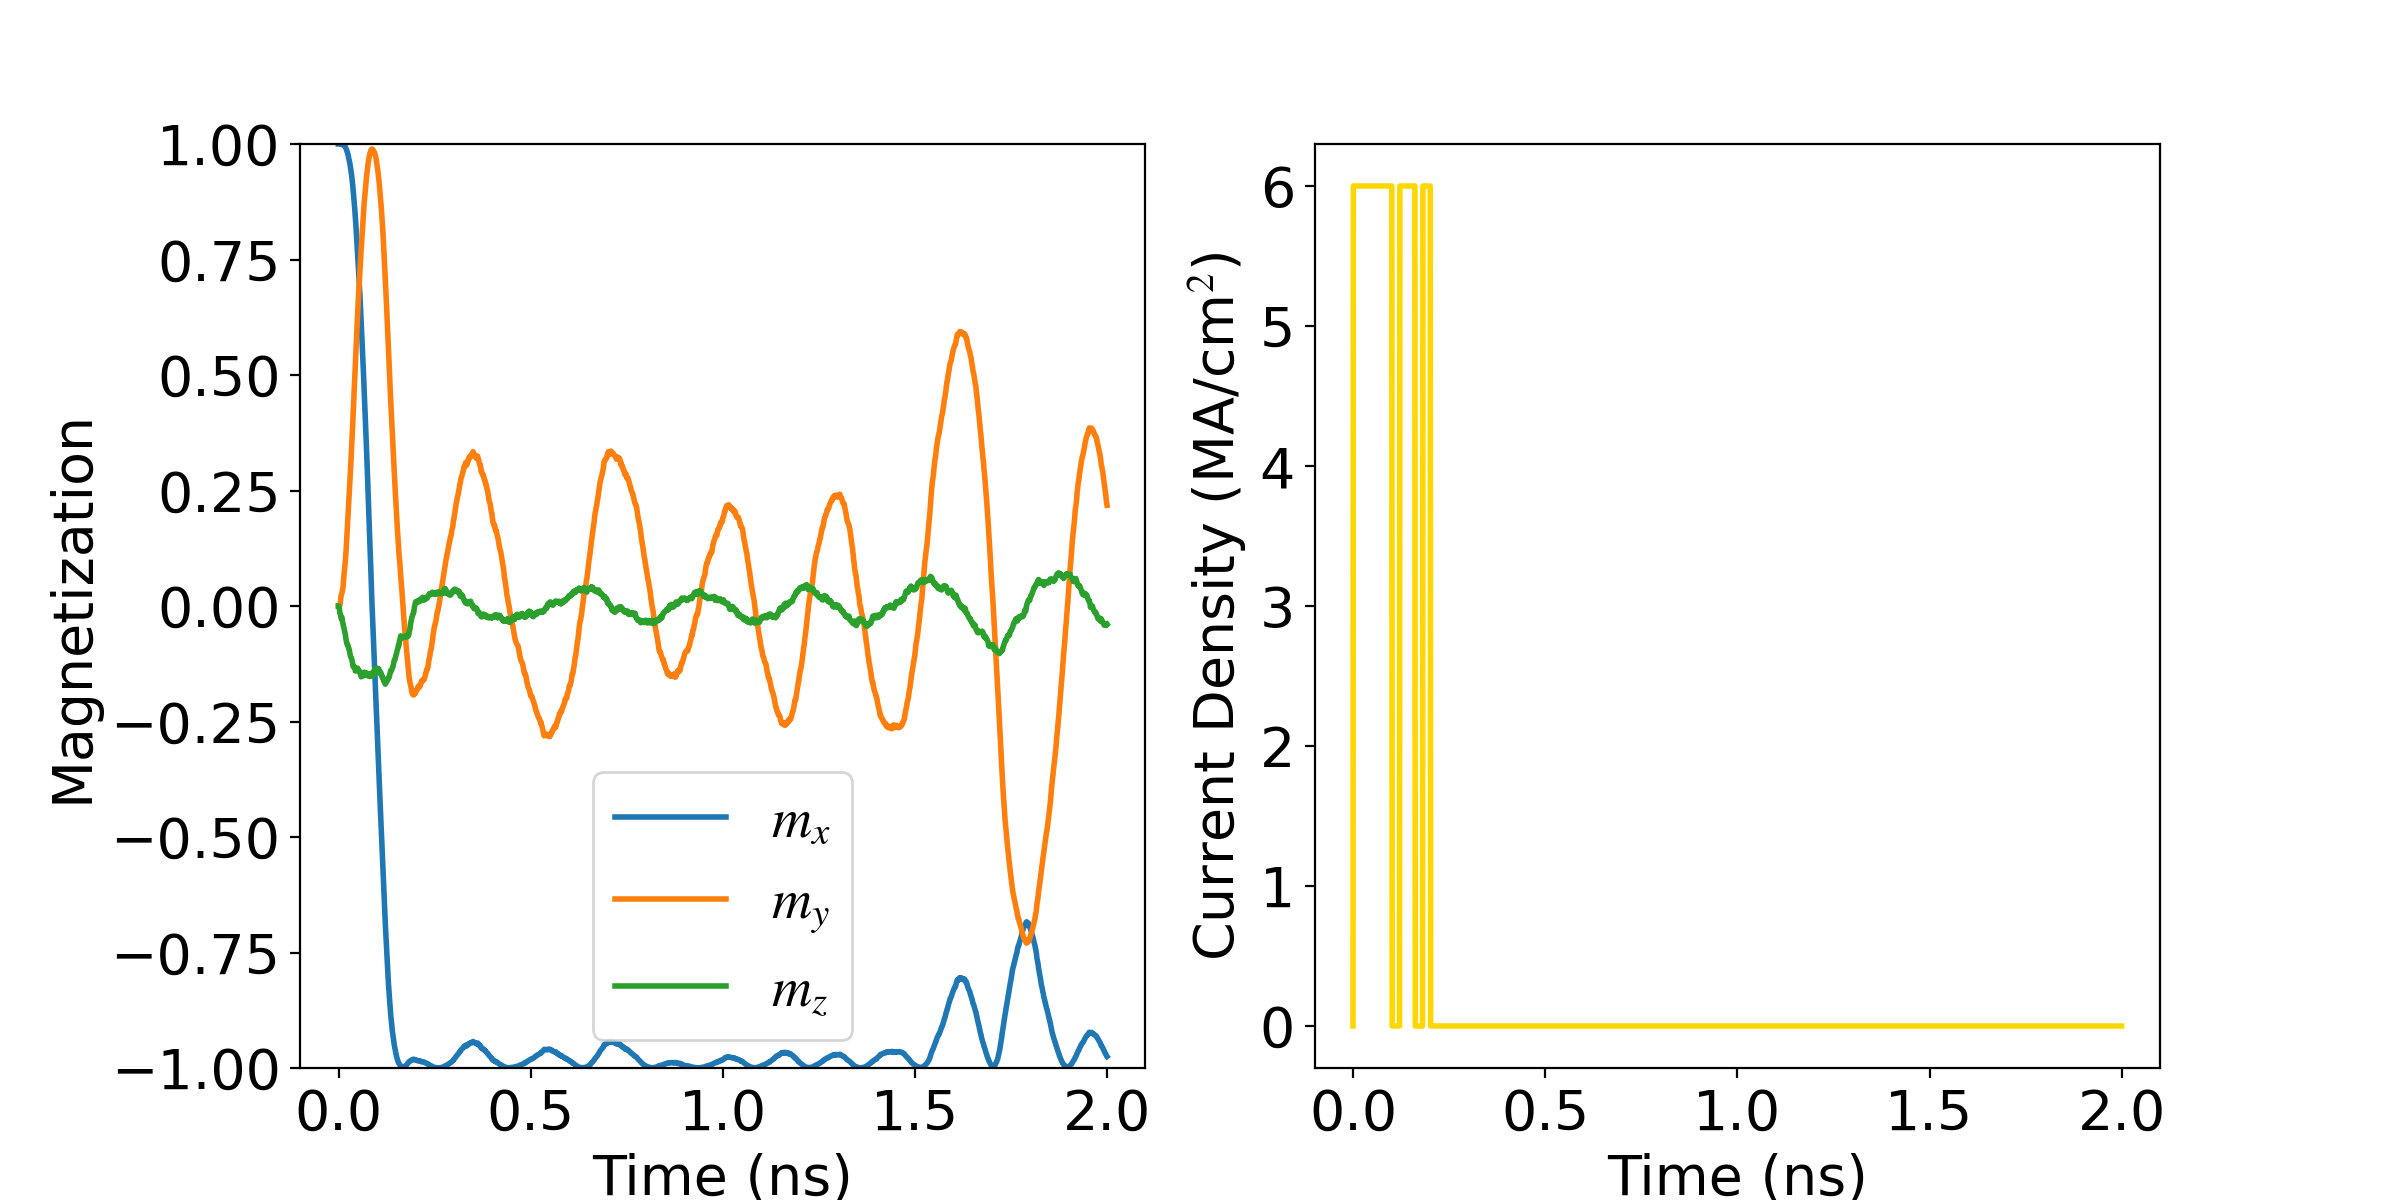 1.00
0.75
0.50
0.25
0.00
−0.25
−0.50
−0.75
−1.00
Magnetization
0.0 0.5 1.0 1.5 2.0
Time (ns)
m_x
m_y
m_z
6
5
4
3
2
1
0
Current Density (MA/cm²)
0.0 0.5 1.0 1.5 2.0
Time (ns)